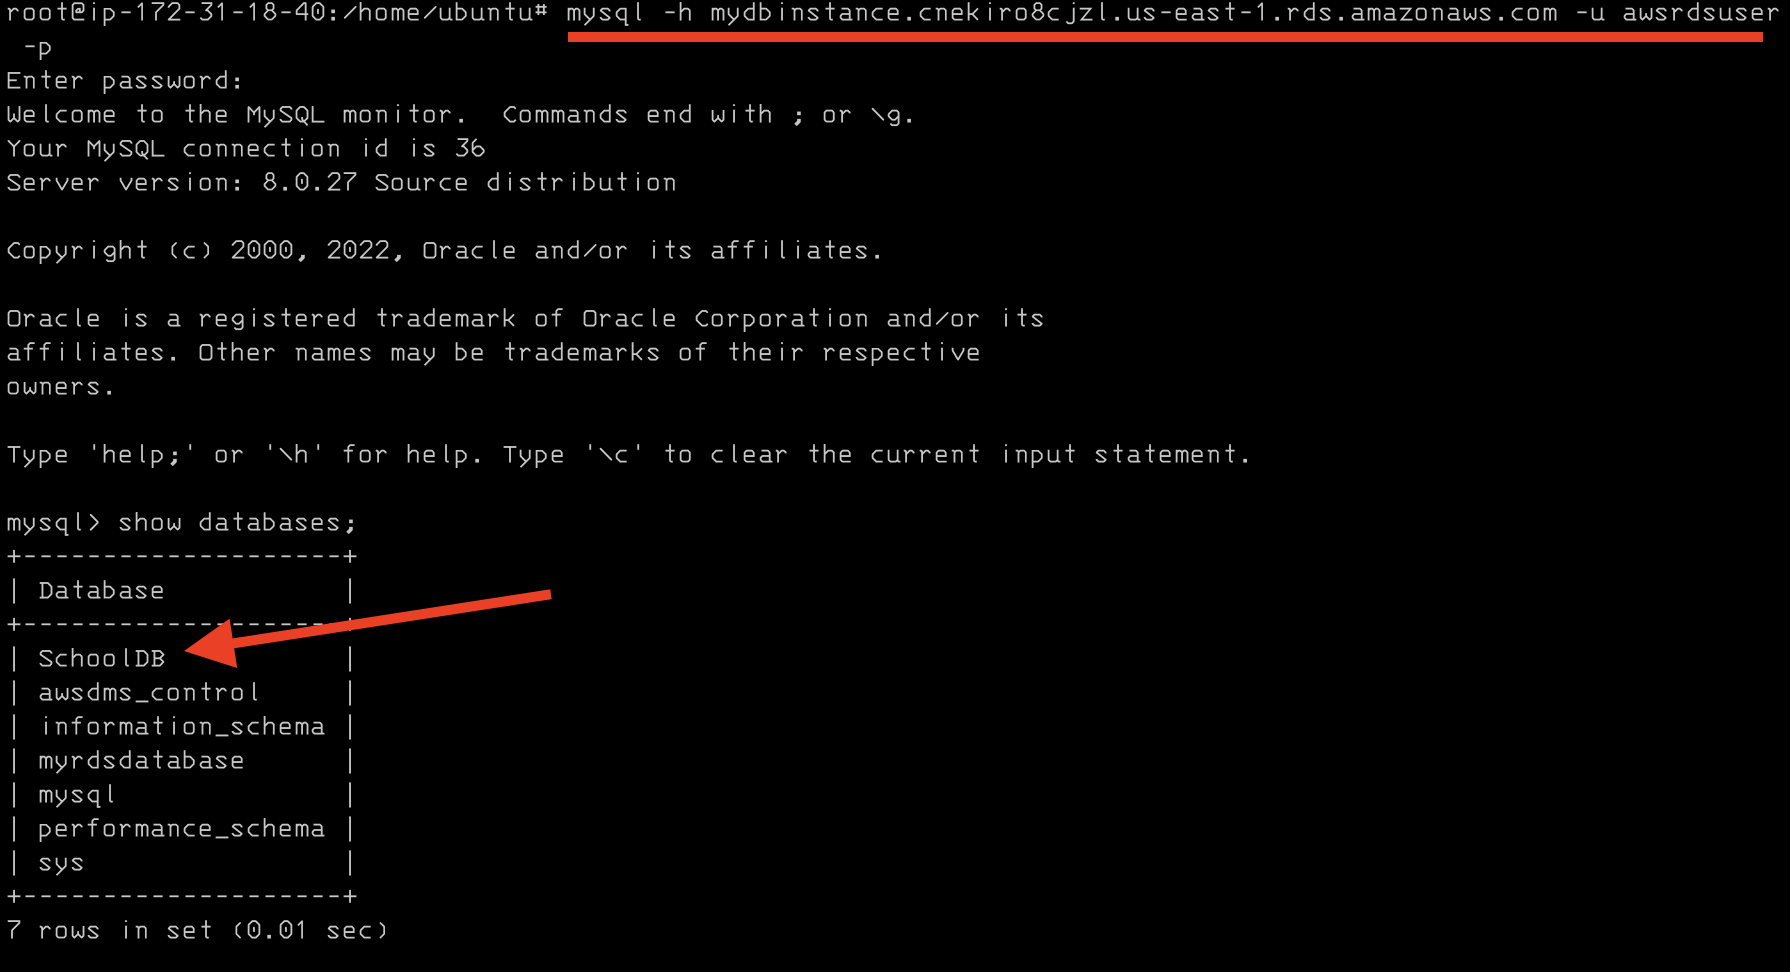 root@ip-172-31-18-40:/home/ubuntu# mysql -h mydbinstance.cnekiro8cjzl.us-east-1.rds.amazonaws.com -u awsrdsuser
 -p
Enter password:
Welcome to the MySQL monitor.  Commands end with ; or \g.
Your MySQL connection id is 36
Server version: 8.0.27 Source distribution

Copyright (c) 2000, 2022, Oracle and/or its affiliates.

Oracle is a registered trademark of Oracle Corporation and/or its
affiliates. Other names may be trademarks of their respective
owners.

Type 'help;' or '\h' for help. Type '\c' to clear the current input statement.

mysql> show databases;
+--------------------+
| Database           |
+--------------------+
| SchoolDB           |
| awsdms_control     |
| information_schema |
| myrdsdatabase      |
| mysql              |
| performance_schema |
| sys                |
+--------------------+
7 rows in set (0.01 sec)